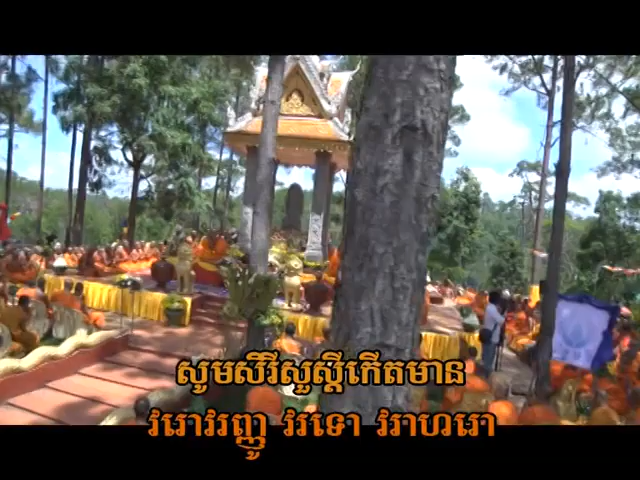 សូមសិរីសួស្តីកើតមាន
វរោវរញ្ញូ វរទោ វរាហរោ